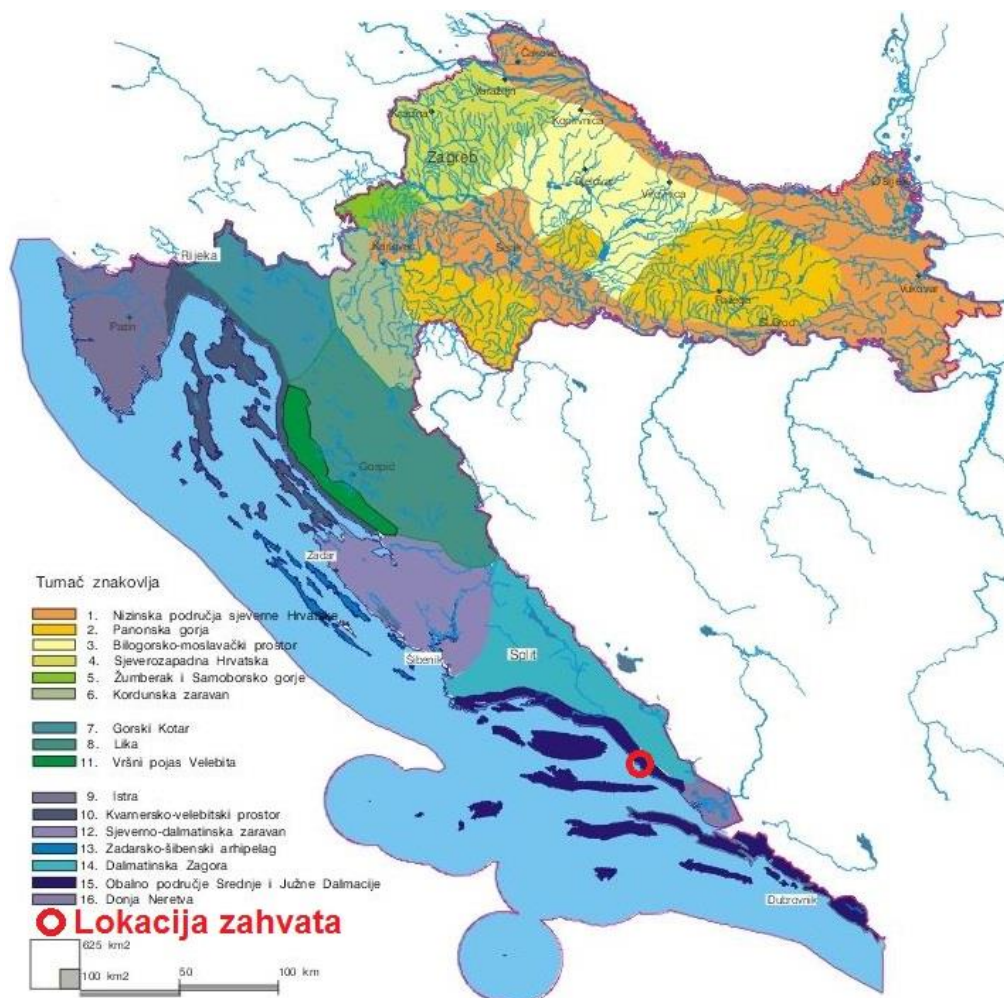 Čakovec
Varaždin
Krapina
Koprivnica
Zagreb
Bjelovar
Virovitica
Osijek
Karlovac
Sisak
Rijeka
Vukovar
Požega
Sl.Brod
Pazin
Gospić
Zadar
Tumač znakovlja
1. Nizinska područja sjeverne Hrvatske
2. Panonska gorja
3. Bilogorsko-moslavački prostor
4. Sjeverozapadna Hrvatska
5. Žumberak i Samoborsko gorje
6. Kordunska zaravan
7. Gorski Kotar
8. Lika
11. Vršni pojas Velebita
9. Istra
10. Kvarnersko-velebitski prostor
12. Sjeverno-dalmatinska zaravan
13. Zadarsko-šibenski arhipelag
14. Dalmatinska Zagora
15. Obalno područje Srednje i Južne Dalmacije
16. Donja Neretva
Šibenik
Split
Dubrovnik
Lokacija zahvata
625 km2
100 km2
50
100 km